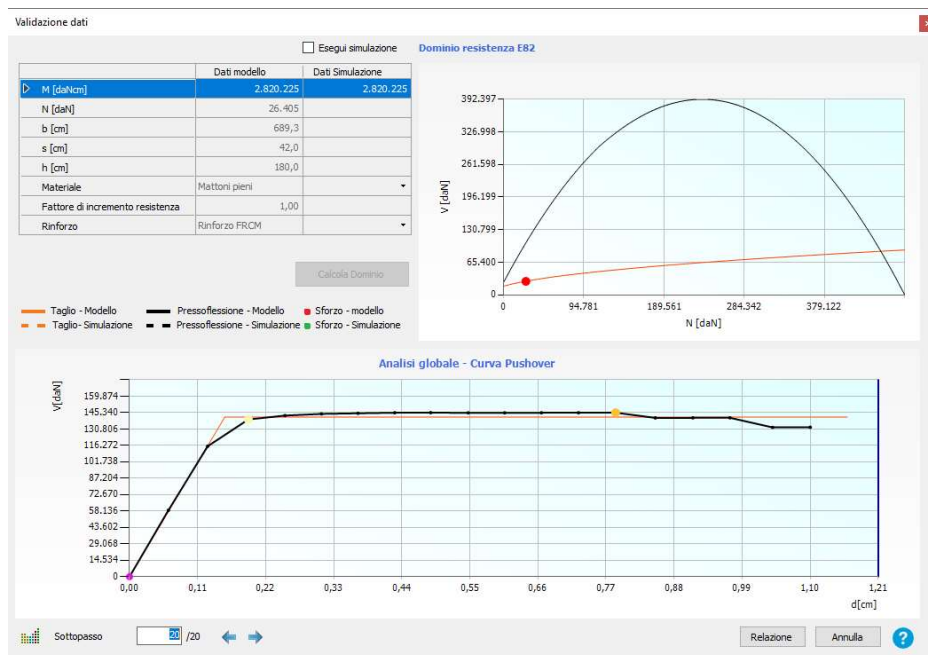 Validazione dati
Esegui simulazione
Dominio resistenza E82
Dati modello Dati Simulazione
M [daNcm] 2.820.225 2.820.225
N [daN] 26.405
b [cm] 689,3
s [cm] 42,0
h [cm] 180,0
Materiale Mattoni pieni
Fattore di incremento resistenza 1,00
Rinforzo Rinforzo FRCM
Calcola Dominio
Taglio - Modello Pressoflessione - Modello Sforzo - modello
Taglio- Simulazione Pressoflessione - Simulazione Sforzo - Simulazione
V [daN]
392.397
326.998
261.598
196.199
130.799
65.400
0
0 94.781 189.561 284.342 379.122
N [daN]
Analisi globale - Curva Pushover
V[daN]
159.874
145.340
130.806
116.272
101.738
87.204
72.670
58.136
43.602
29.068
14.534
0
0,00 0,11 0,22 0,33 0,44 0,55 0,66 0,77 0,88 0,99 1,10 1,21
d[cm]
Sottopasso 20 /20
Relazione Annulla ?